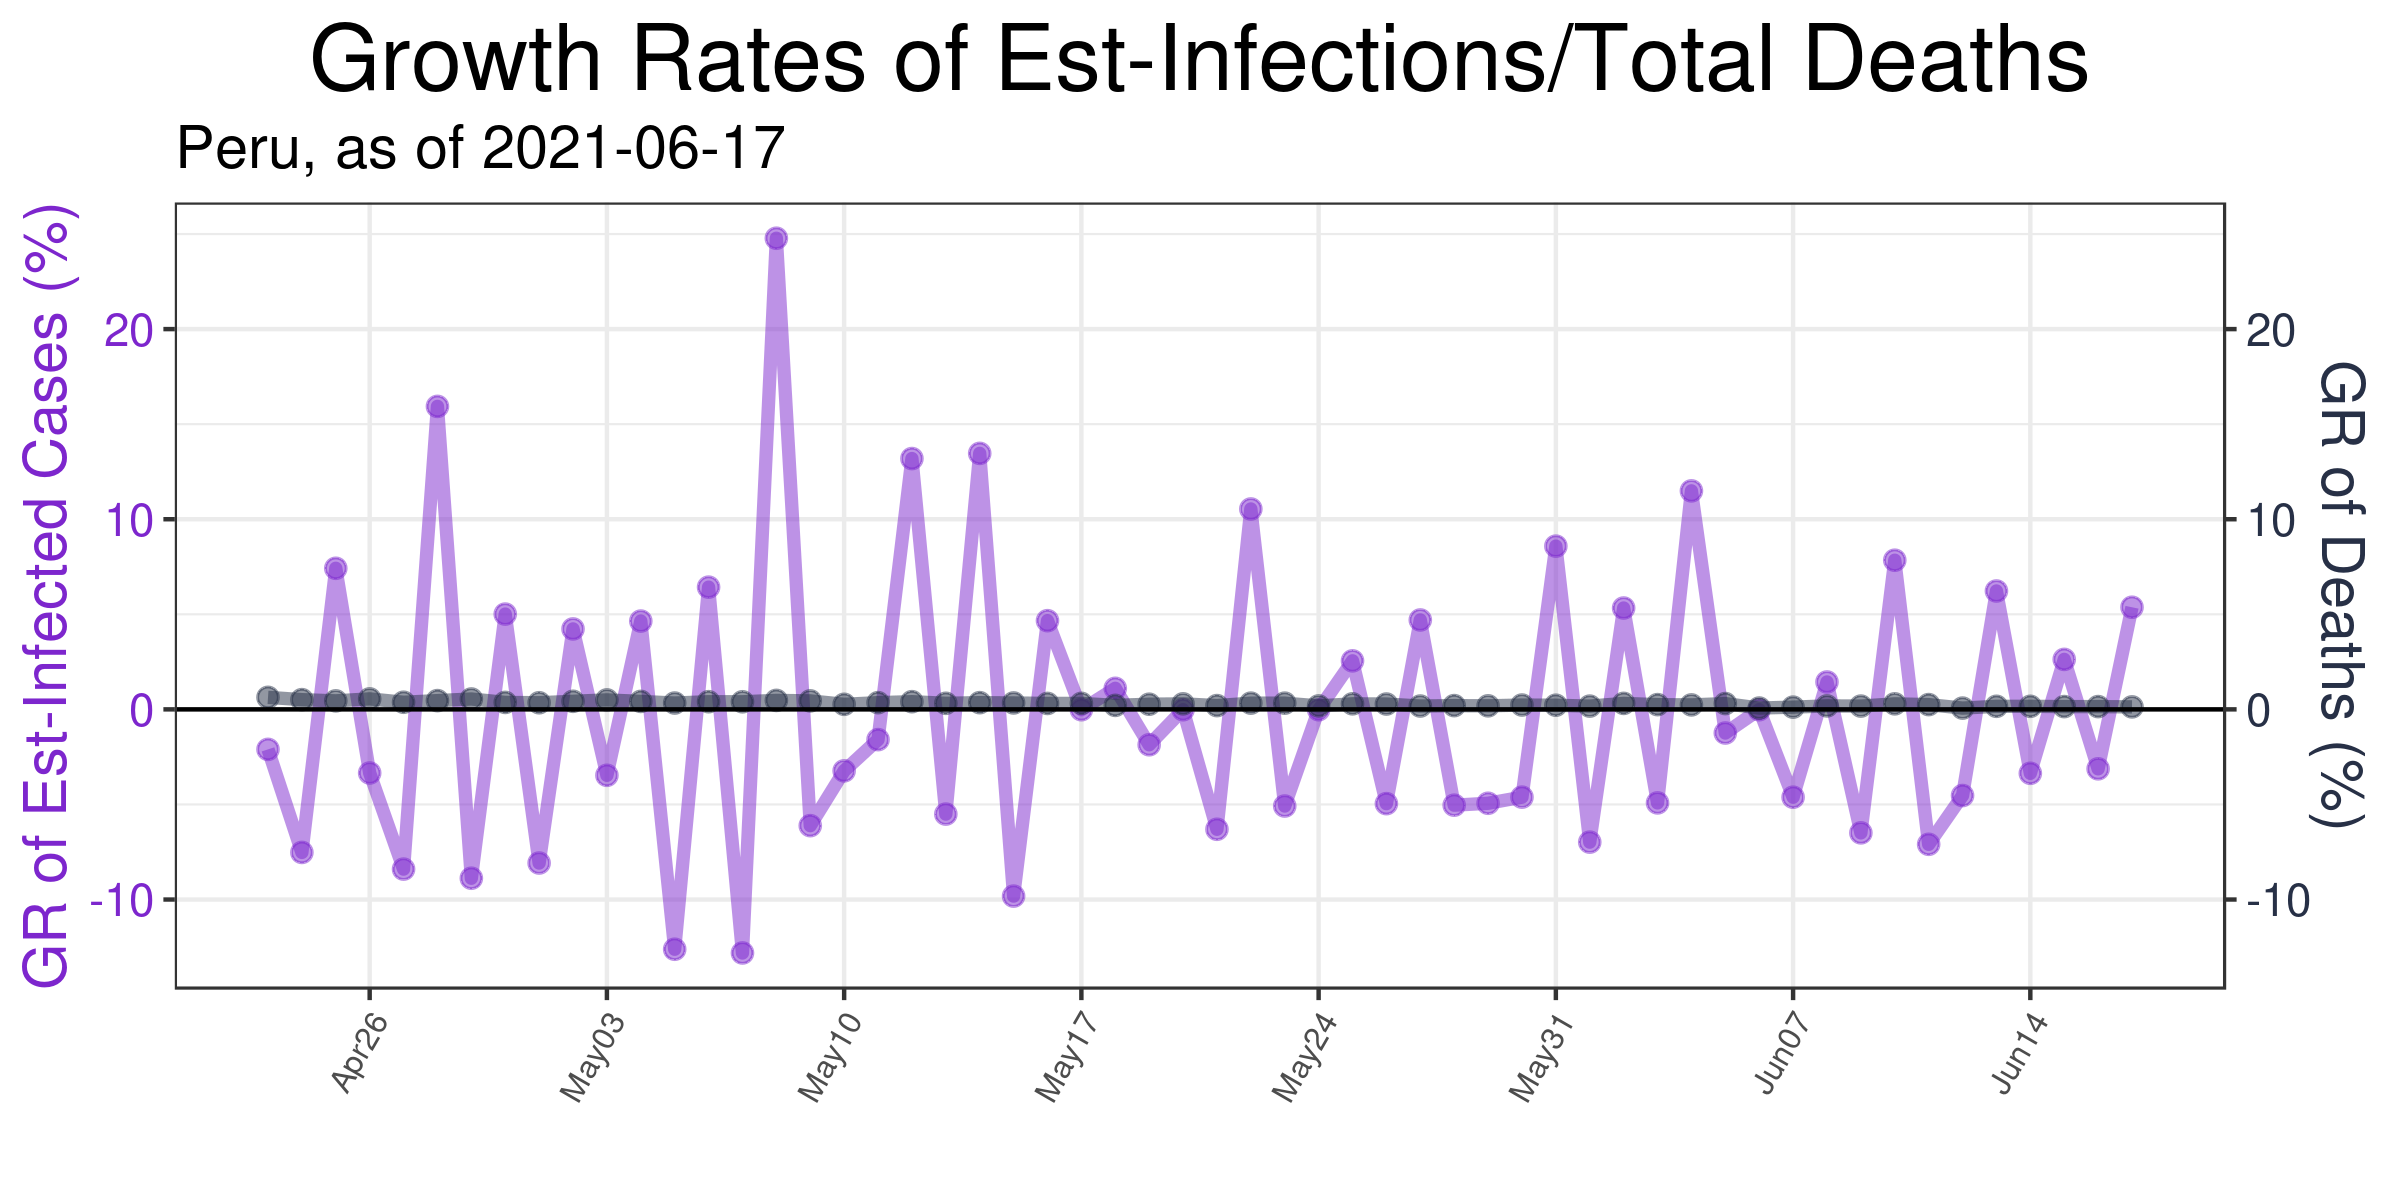 Growth Rates of Est-Infections/Total Deaths
Peru, as of 2021-06-17
GR of Est-Infected Cases (%)
20
10
0
-10
20
10
0
-10
GR of Deaths (%)
Apr26
May03
May10
May17
May24
May31
Jun07
Jun14